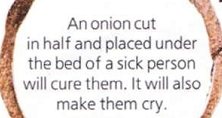 An onion cut
in half and placed under
the bed of a sick person
will cure them. It will also
make them cry.